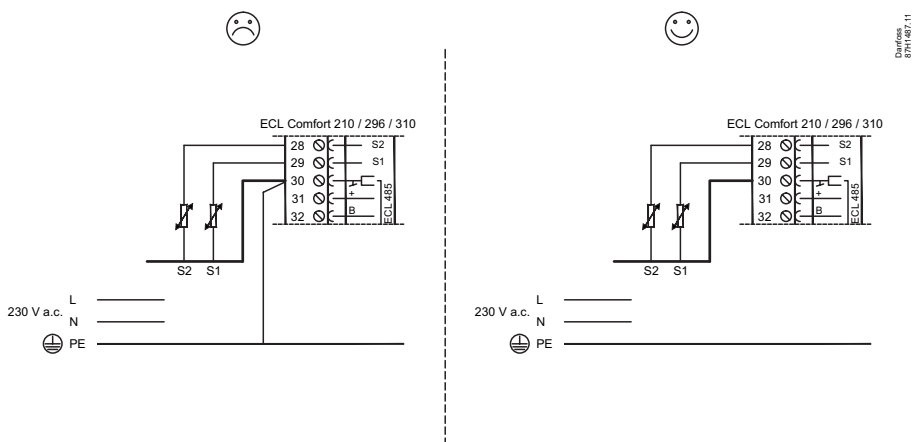 Danfoss
87H1487.11
ECL Comfort 210 / 296 / 310
28 S2
29 S1
30
31 +
32 B
ECL 485
S2 S1
L
230 V a.c.
N
PE
ECL Comfort 210 / 296 / 310
28 S2
29 S1
30
31 +
32 B
ECL 485
S2 S1
L
230 V a.c.
N
PE